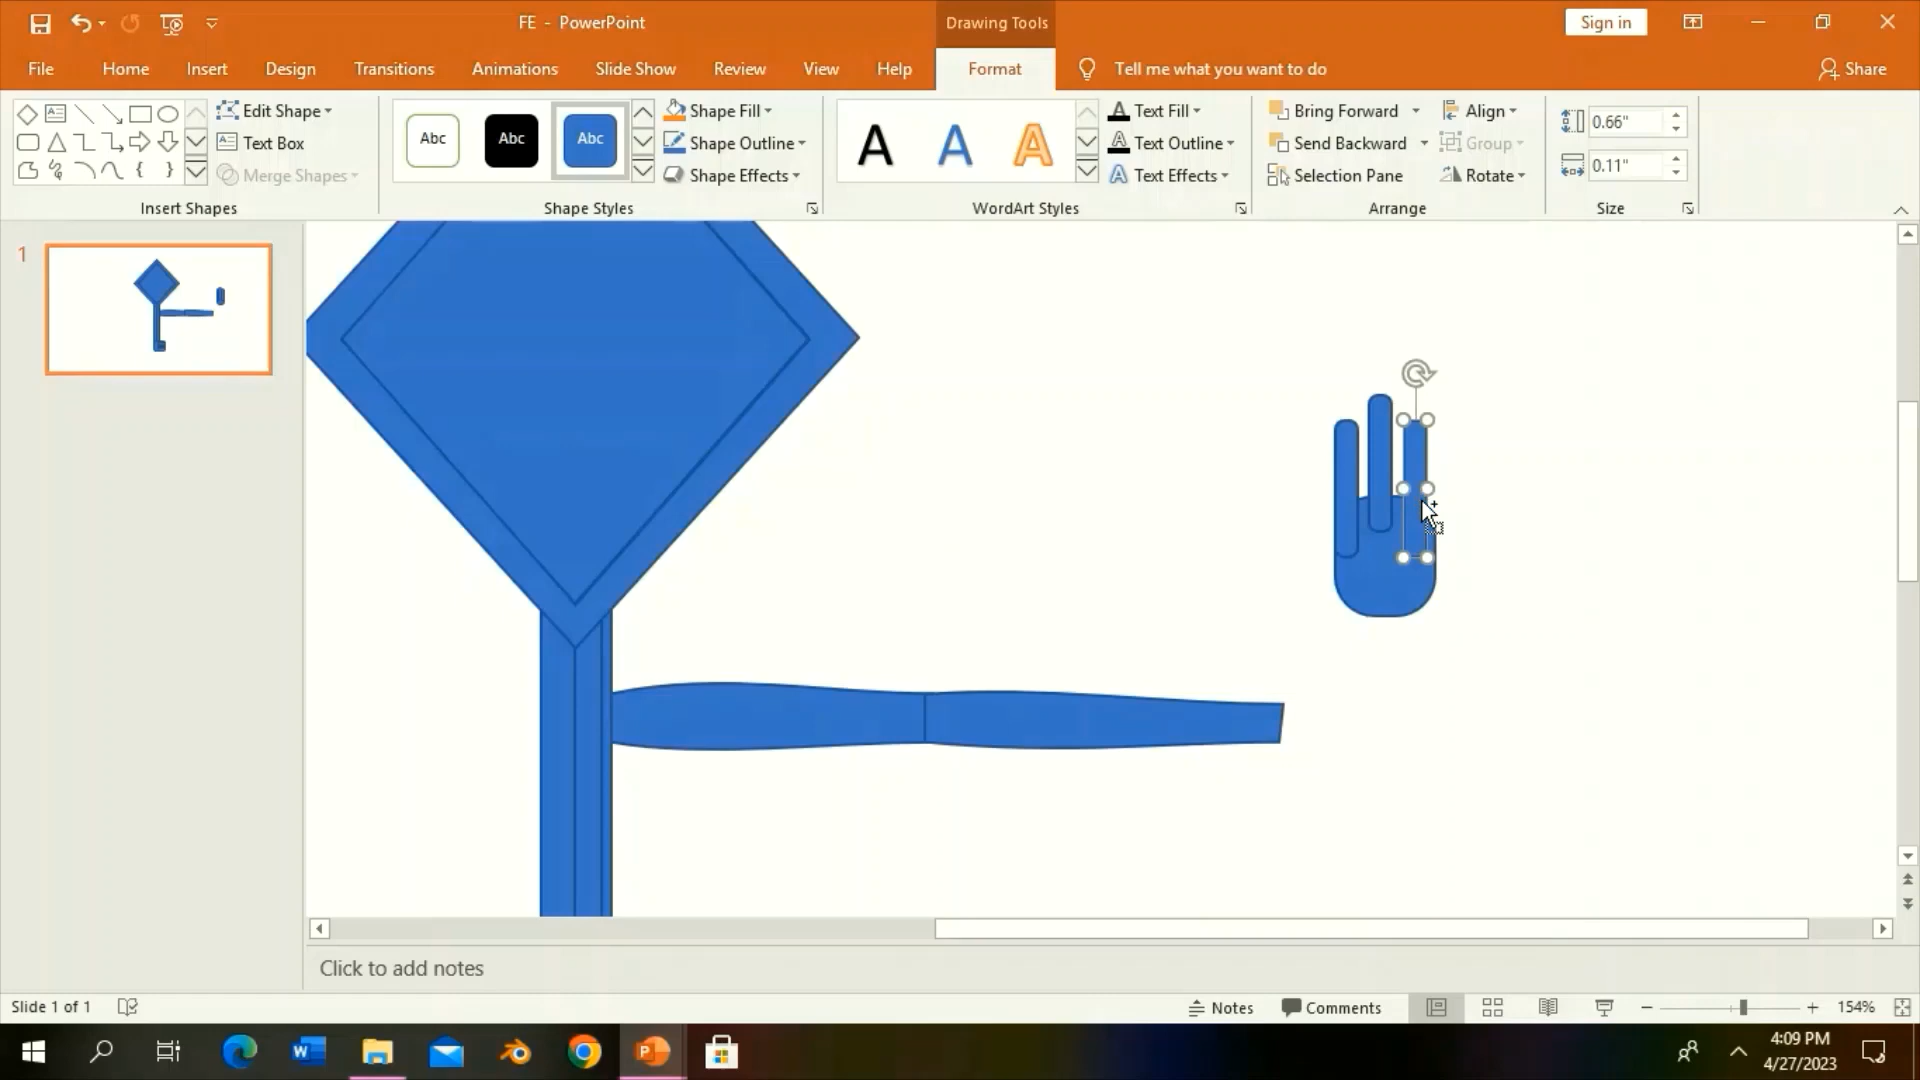 FE - PowerPoint
Drawing Tools
Sign in
File Home Insert Design Transitions Animations Slide Show Review View Help Format Tell me what you want to do Share
Edit Shape
Text Box
Merge Shapes
Insert Shapes
Abc Abc Abc
Shape Fill
Shape Outline
Shape Effects
Shape Styles
A A A
Text Fill
Text Outline
Text Effects
WordArt Styles
Bring Forward
Send Backward
Selection Pane
Align
Group
Rotate
Arrange
0.66"
0.11"
Size
1
Click to add notes
Slide 1 of 1
Notes Comments 154%
4:09 PM
4/27/2023